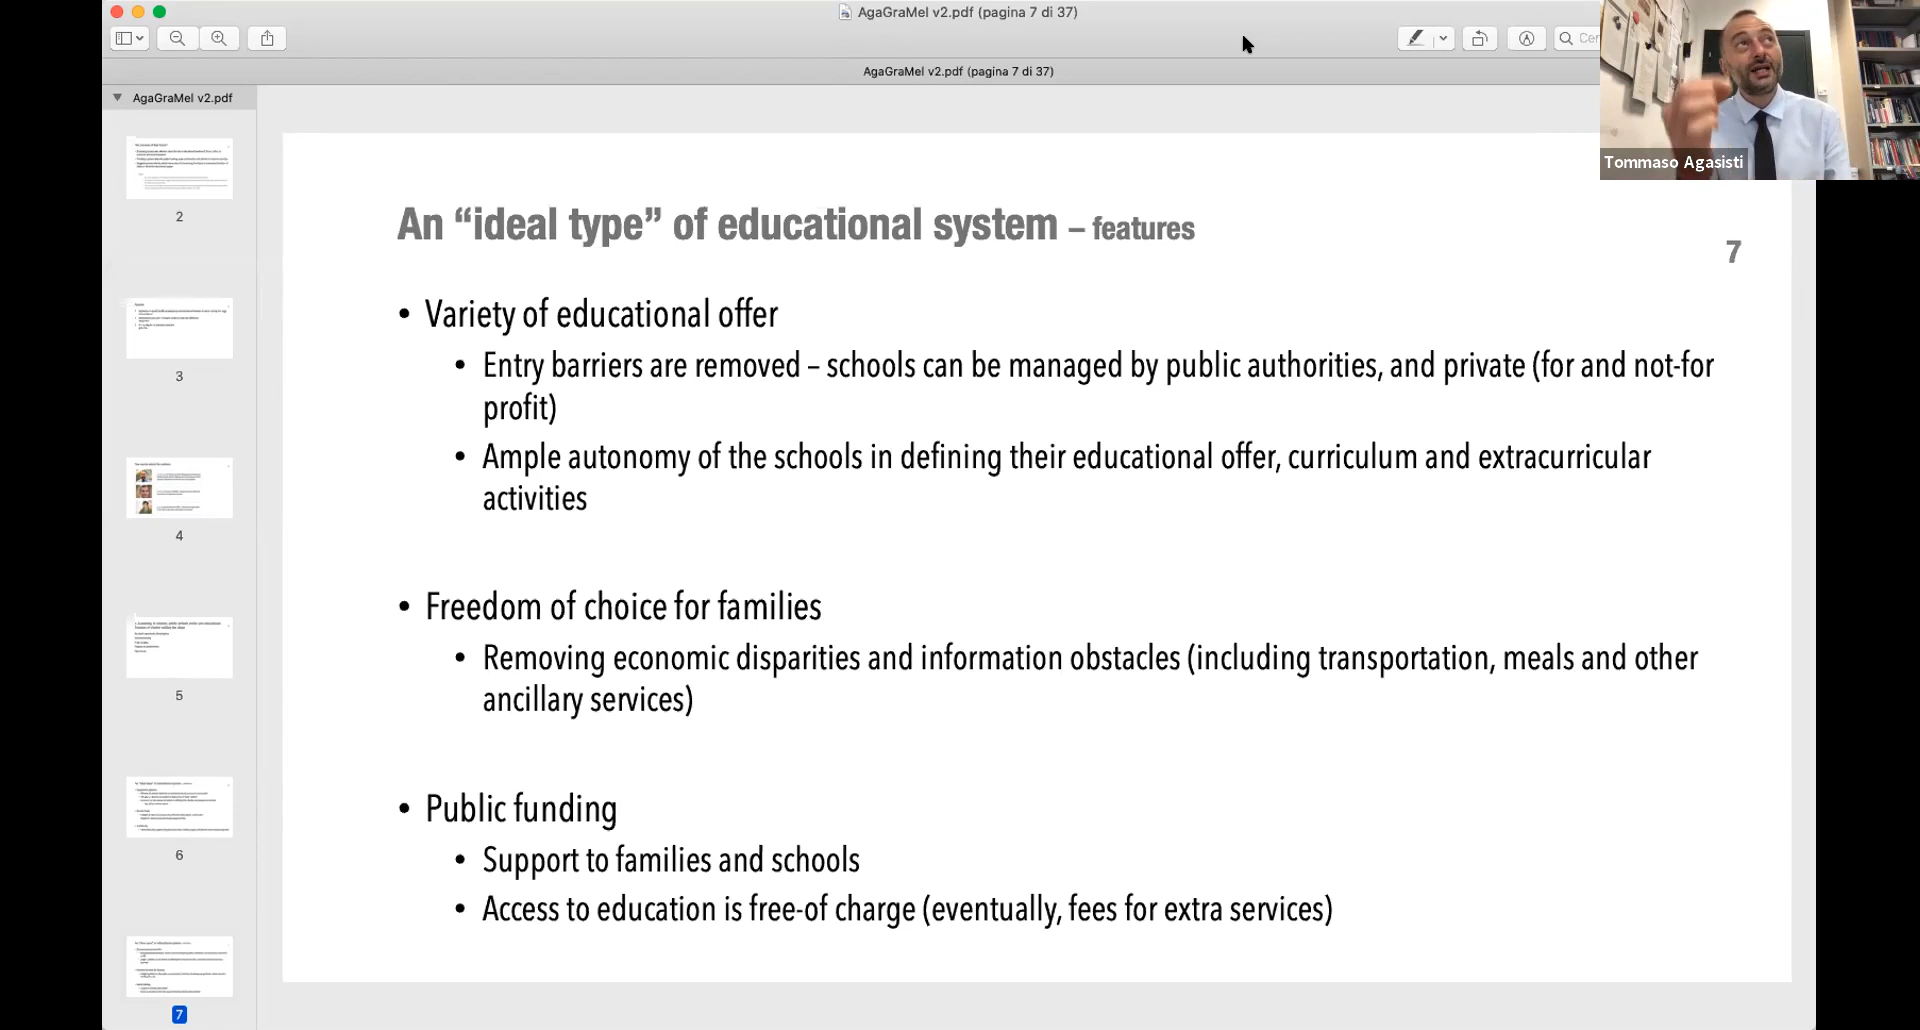 AgaGraMel v2.pdf (pagina 7 di 37)
AgaGraMel v2.pdf (pagina 7 di 37)
AgaGraMel v2.pdf
Tommaso Agasisti
2
3
4
5
6
7
An “ideal type” of educational system – features
7
• Variety of educational offer
• Entry barriers are removed – schools can be managed by public authorities, and private (for and not-for
profit)
• Ample autonomy of the schools in defining their educational offer, curriculum and extracurricular
activities
• Freedom of choice for families
• Removing economic disparities and information obstacles (including transportation, meals and other
ancillary services)
• Public funding
• Support to families and schools
• Access to education is free-of charge (eventually, fees for extra services)